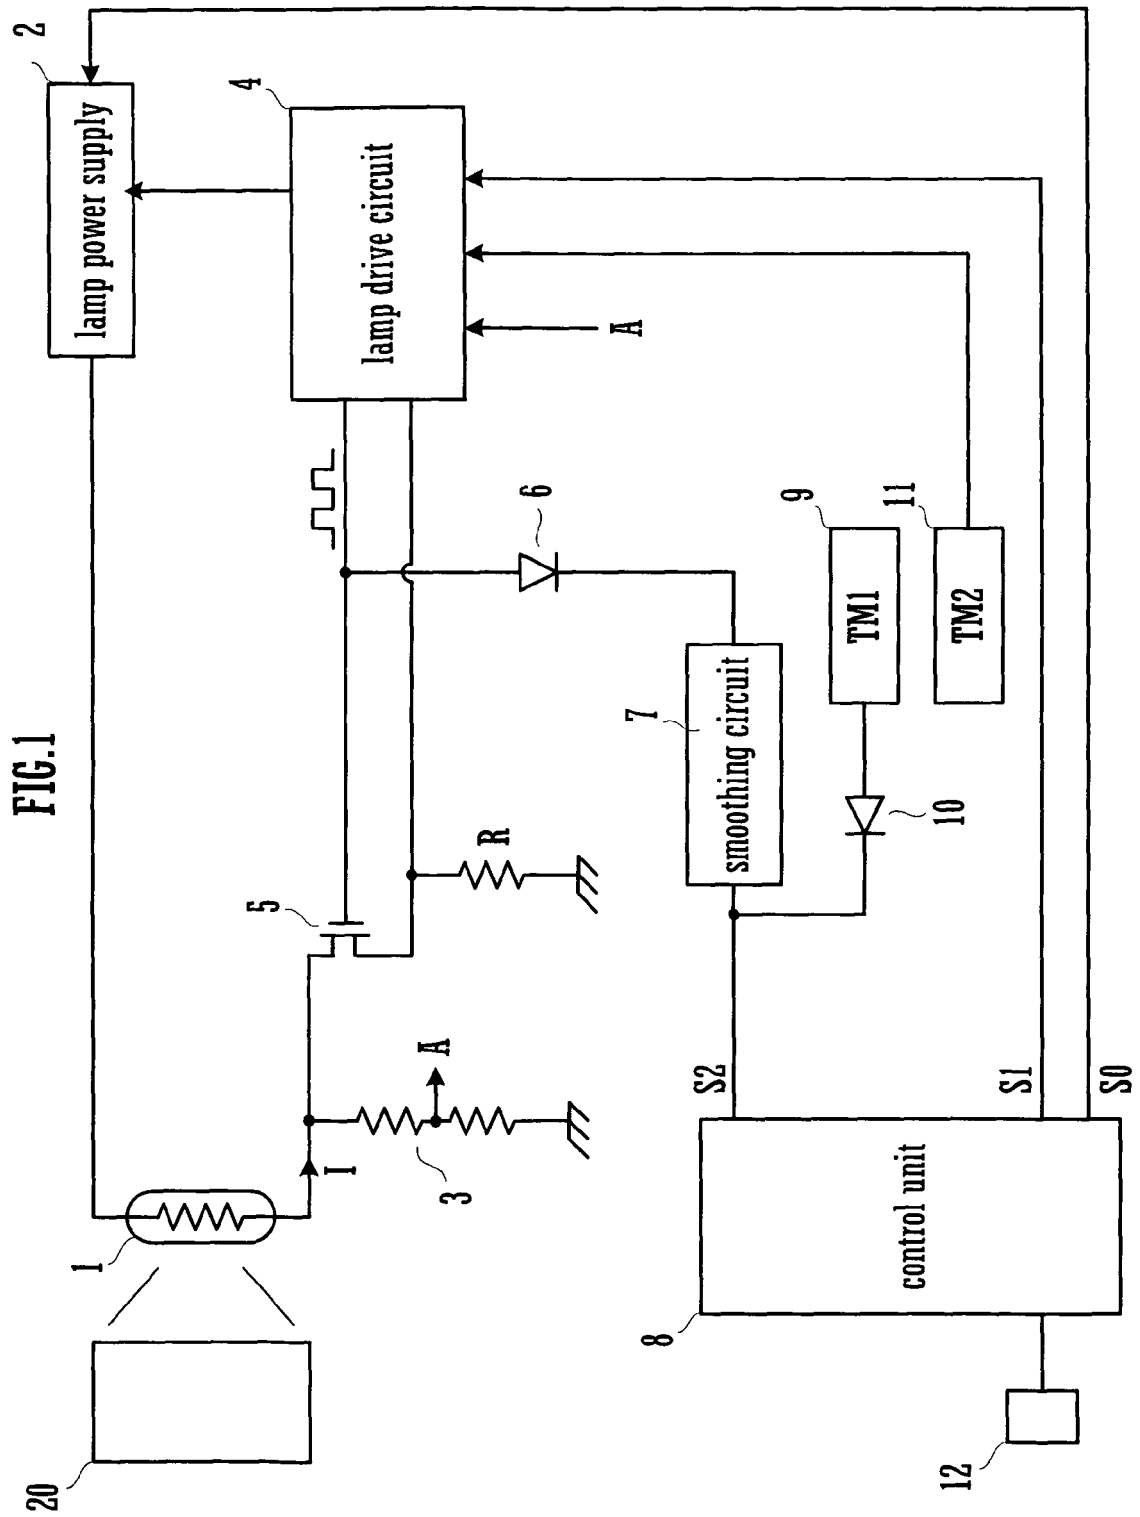 FIG.1
20
1
2
lamp power supply
I
3
A
5
R
4
lamp drive circuit
A
6
7
smoothing circuit
9
TM1
10
11
TM2
8
control unit
S2
S1
S0
12